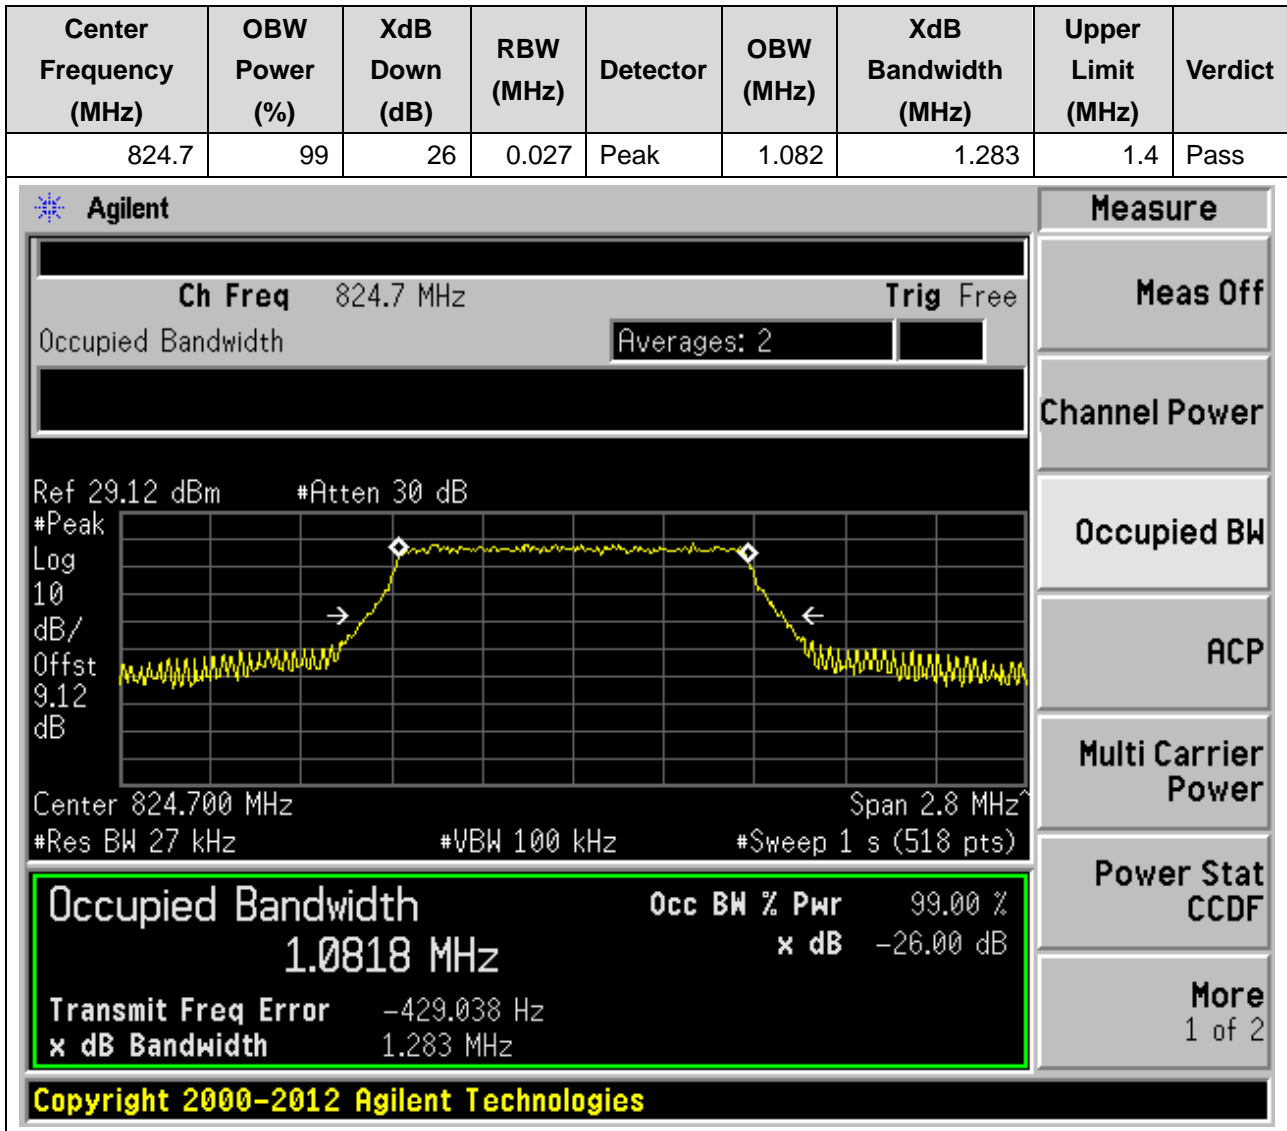 Center Frequency (MHz) OBW Power (%) XdB Down (dB) RBW (MHz) Detector OBW (MHz) XdB Bandwidth (MHz) Upper Limit (MHz) Verdict
824.7 99 26 0.027 Peak 1.082 1.283 1.4 Pass
Agilent
Measure
Ch Freq 824.7 MHz Trig Free
Meas Off
Occupied Bandwidth Averages: 2
Channel Power
Ref 29.12 dBm #Atten 30 dB
#Peak
Log
10
dB/
Offst
9.12
dB
Occupied BW
ACP
Multi Carrier
Power
Center 824.700 MHz Span 2.8 MHz^
#Res BW 27 kHz #VBW 100 kHz #Sweep 1 s (518 pts)
Power Stat
CCDF
Occupied Bandwidth Occ BW % Pwr 99.00 %
1.0818 MHz x dB -26.00 dB
More
1 of 2
Transmit Freq Error -429.038 Hz
x dB Bandwidth 1.283 MHz
Copyright 2000-2012 Agilent Technologies